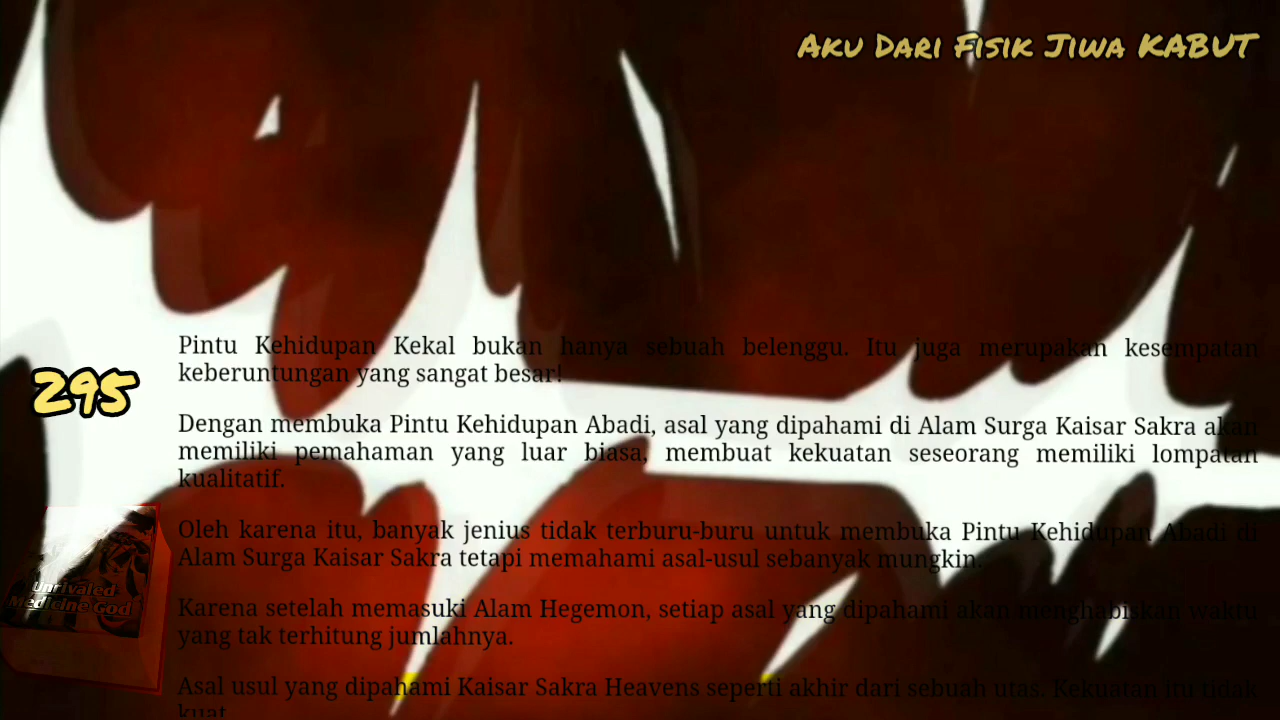 Aku Dari Fisik Jiwa KABUT
Pintu Kehidupan Kekal bukan hanya sebuah belenggu. Itu juga merupakan kesempatan
keberuntungan yang sangat besar!
295
Dengan membuka Pintu Kehidupan Abadi, asal yang dipahami di Alam Surga Kaisar Sakra akan
memiliki pemahaman yang luar biasa, membuat kekuatan seseorang memiliki lompatan
kualitatif.
Oleh karena itu, banyak jenius tidak terburu-buru untuk membuka Pintu Kehidupan Abadi di
Alam Surga Kaisar Sakra tetapi memahami asal-usul sebanyak mungkin.
Unrivaled
Medicine God
Karena setelah memasuki Alam Hegemon, setiap asal yang dipahami akan menghabiskan waktu
yang tak terhitung jumlahnya.
Asal usul yang dipahami Kaisar Sakra Heavens seperti akhir dari sebuah utas. Kekuatan itu tidak
kuat